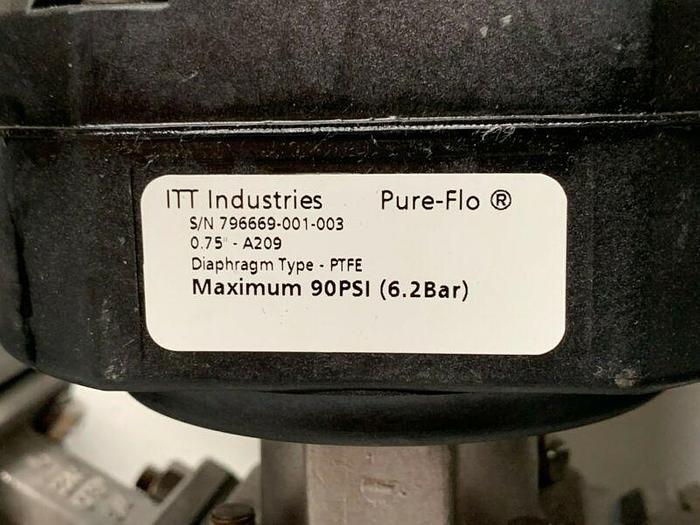 ITT Industries Pure-Flo ®
S/N 796669-001-003
0.75" - A209
Diaphragm Type - PTFE
Maximum 90PSI (6.2Bar)